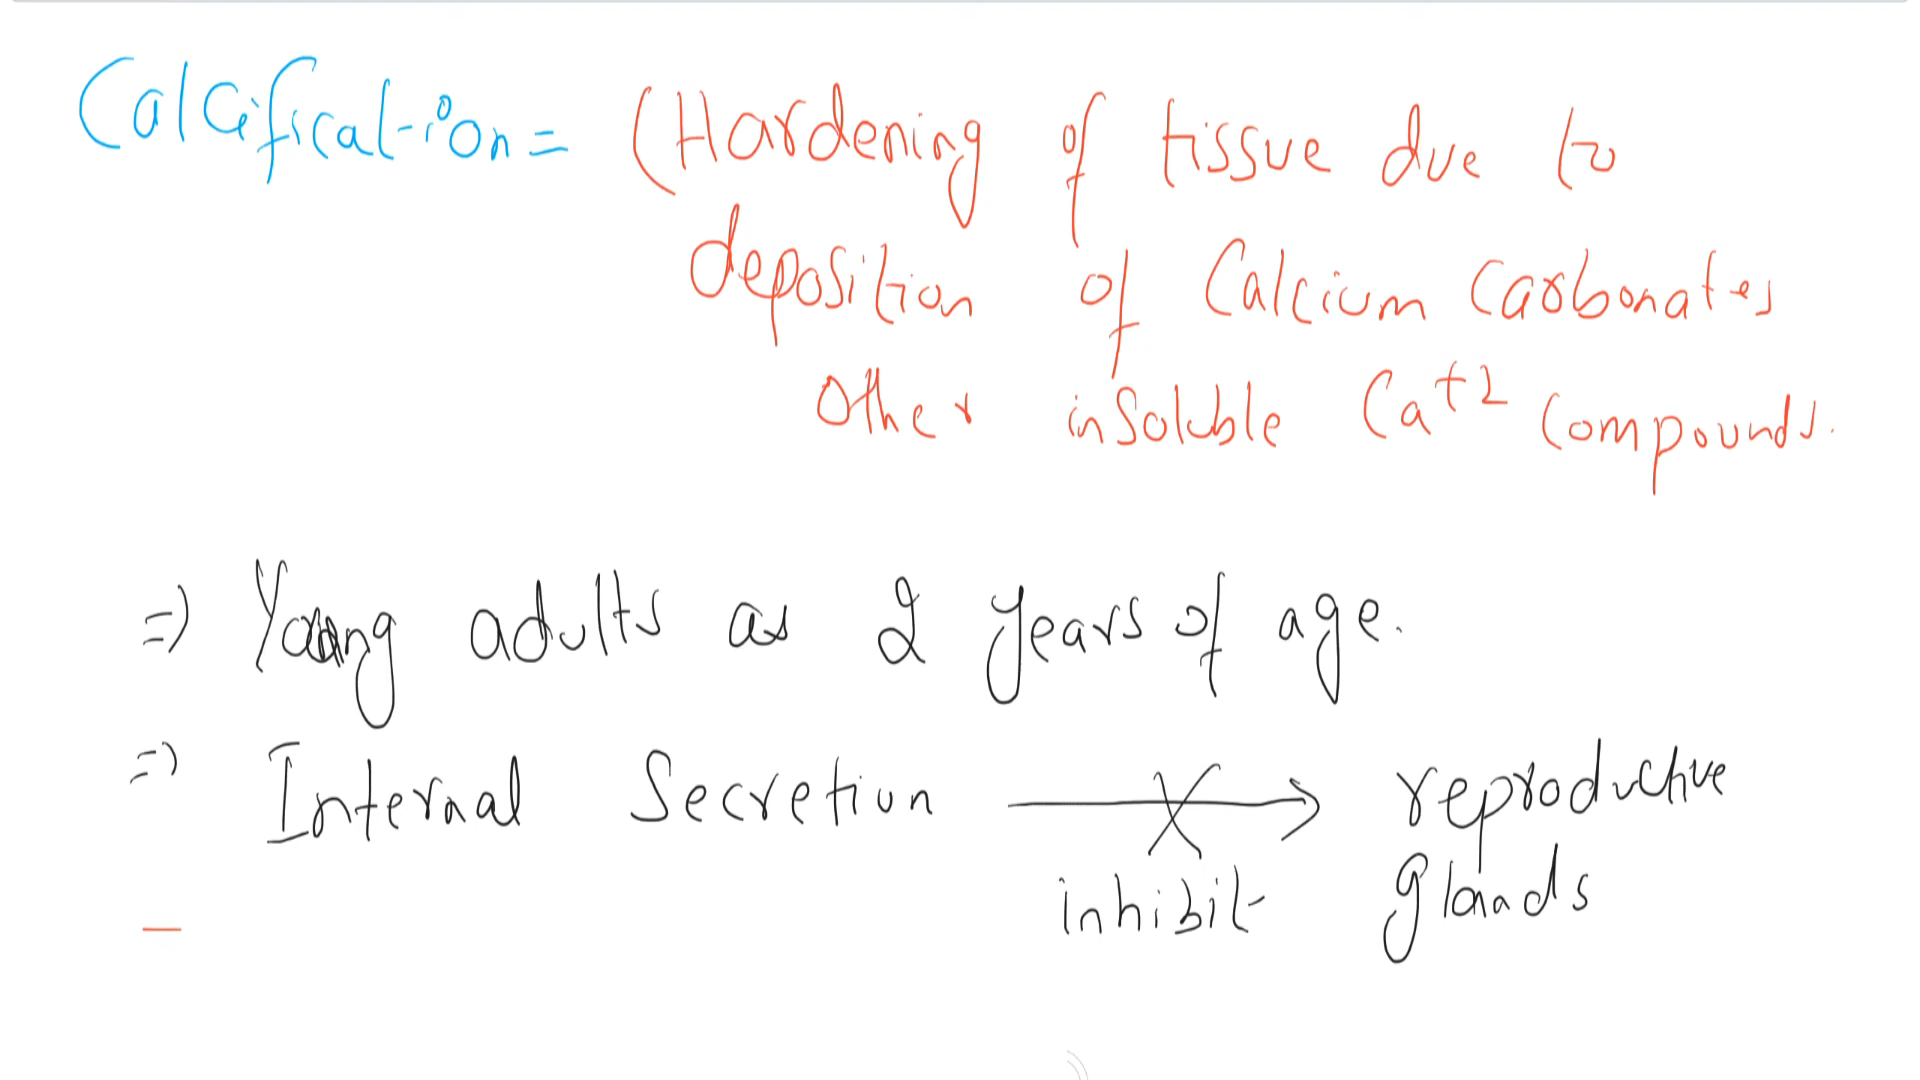 Calcification = (Hardening of tissue due to
deposition of Calcium Carbonates
Other insoluble Ca+2 Compounds.
=) Young adults as 2 years of age.
=) Internal Secretion reproductive
inhibit glands